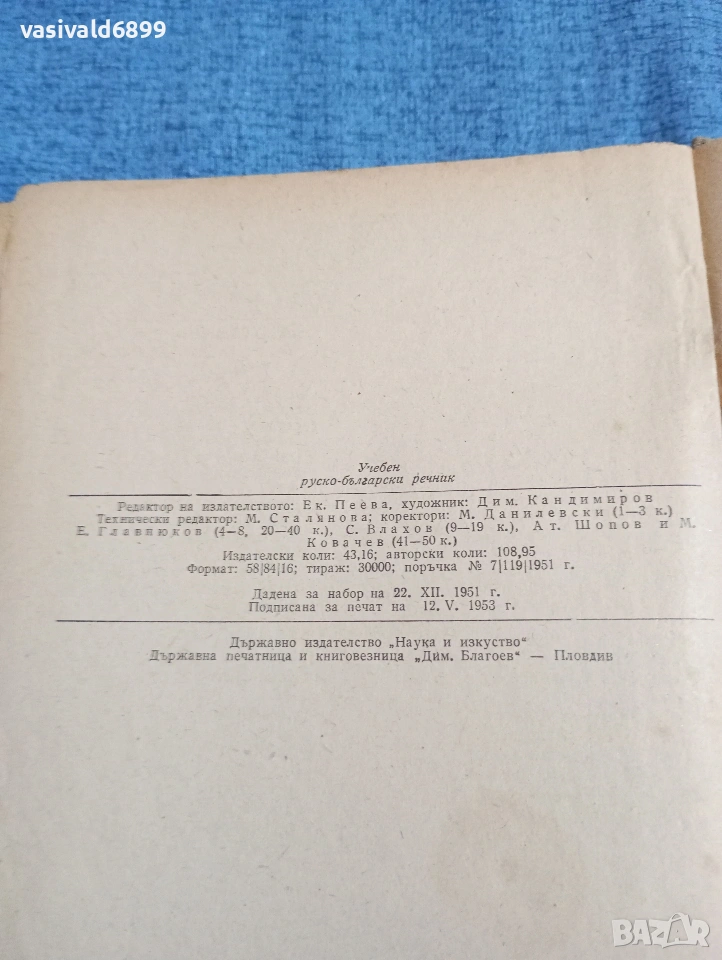 vasivald6899
Учебен
руско-български речник
Редактор на издателството: Ек. Пеева, художник: Дим. Кандимиров
Технически редактор: М. Сталянова; коректори: М. Данилевски (1—3 к.)
Е. Главнюков (4—8, 20—40 к.), С. Влахов (9—19 к.), Ат. Шопов и М.
Ковачев (41—50 к.)
Издателски коли: 43,16; авторски коли: 108,95
Формат: 58|84|16; тираж: 30000; поръчка № 7|119|1951 г.
Дадена за набор на 22. XII. 1951 г.
Подписана за печат на 12. V. 1953 г.
Държавно издателство „Наука и изкуство“
Държавна печатница и книговезница „Дим. Благоев“ — Пловдив
BAZAR